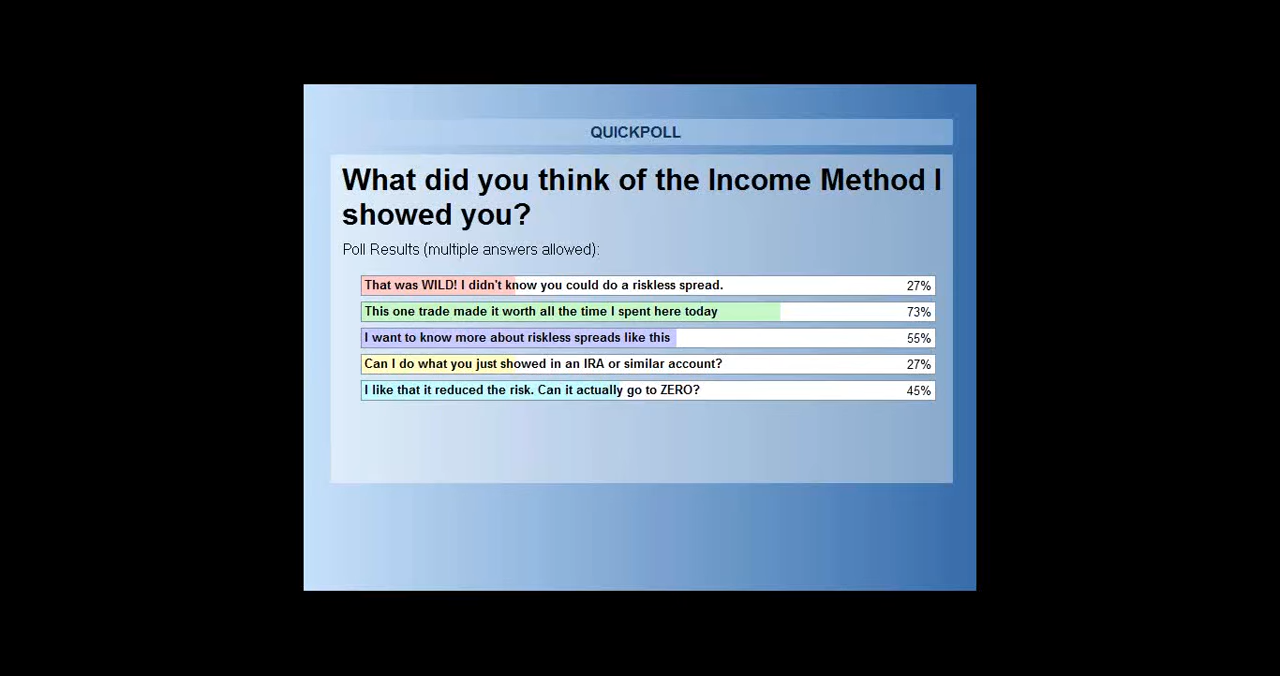 QUICKPOLL
What did you think of the Income Method I
showed you?
Poll Results (multiple answers allowed):
That was WILD! I didn't know you could do a riskless spread. 27%
This one trade made it worth all the time I spent here today 73%
I want to know more about riskless spreads like this 55%
Can I do what you just showed in an IRA or similar account? 27%
I like that it reduced the risk. Can it actually go to ZERO? 45%